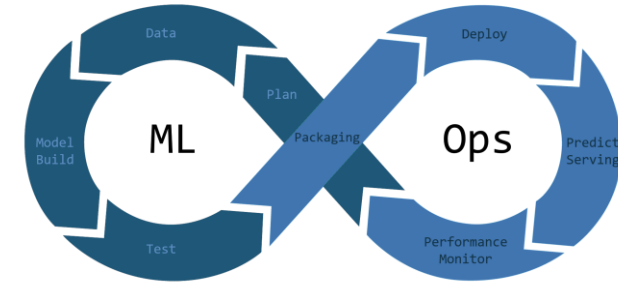 Data
Deploy
Plan
ML
Packaging
Ops
Model
Build
Predict
Serving
Test
Performance
Monitor